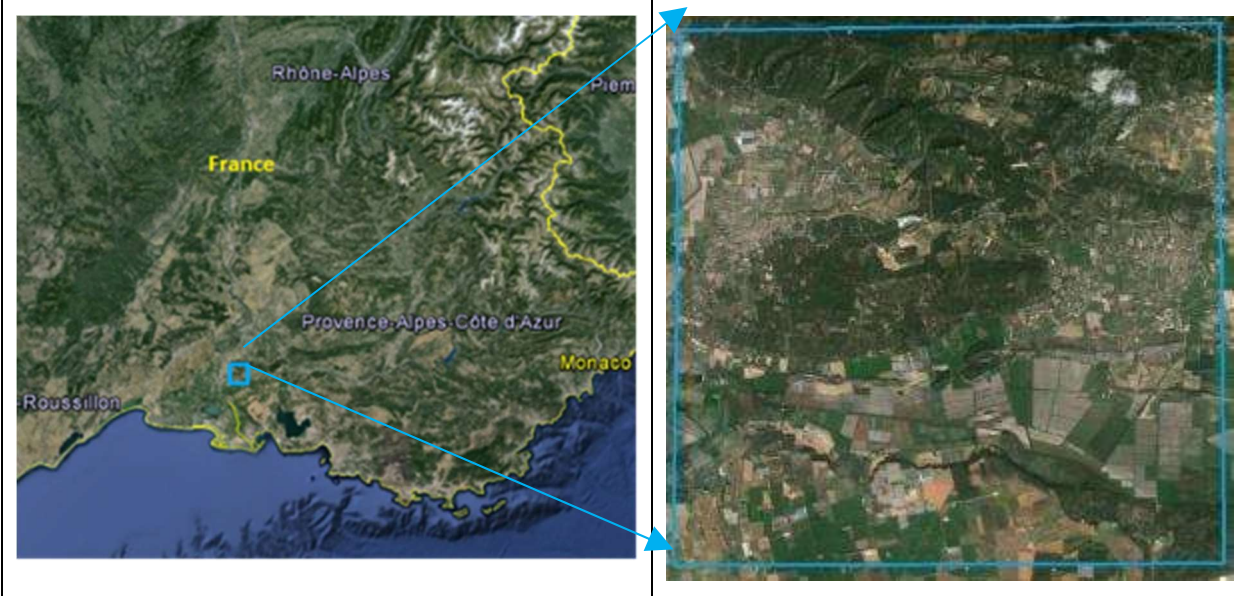 Rhône-Alpes
Piem
France
Provence-Alpes-Côte d'Azur
Monaco
-Roussillon